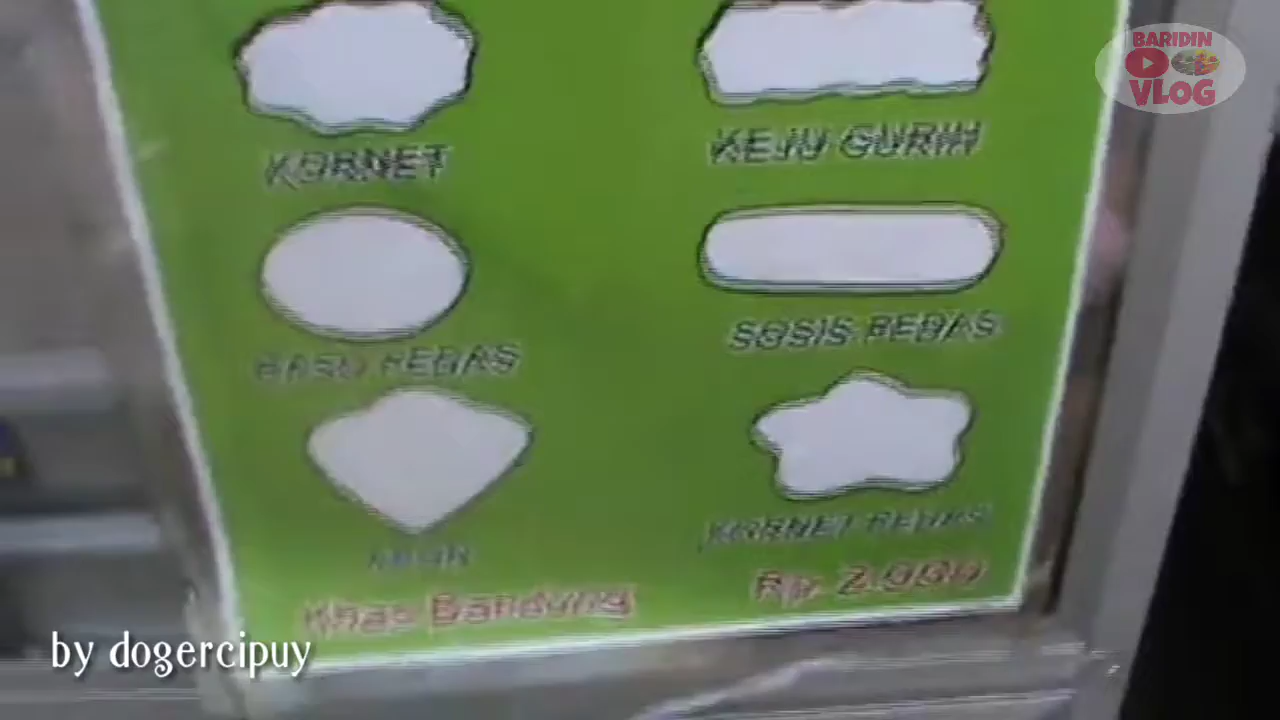 BARIDIN
VLOG
KORNET
KEJU GURIH
BASO PEDAS
SOSIS PEDAS
KORNET PEDAS
Khas Bandung
Rp 2.000
by dogercipuy